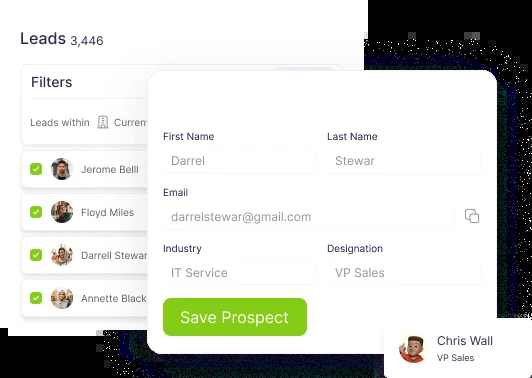 Leads 3,446
Filters
Leads within Current
Jerome Belll
Floyd Miles
Darrell Stewar
Annette Black
First Name
Last Name
Darrel
Stewar
Email
darrelstewar@gmail.com
Industry
Designation
IT Service
VP Sales
Save Prospect
Chris Wall
VP Sales